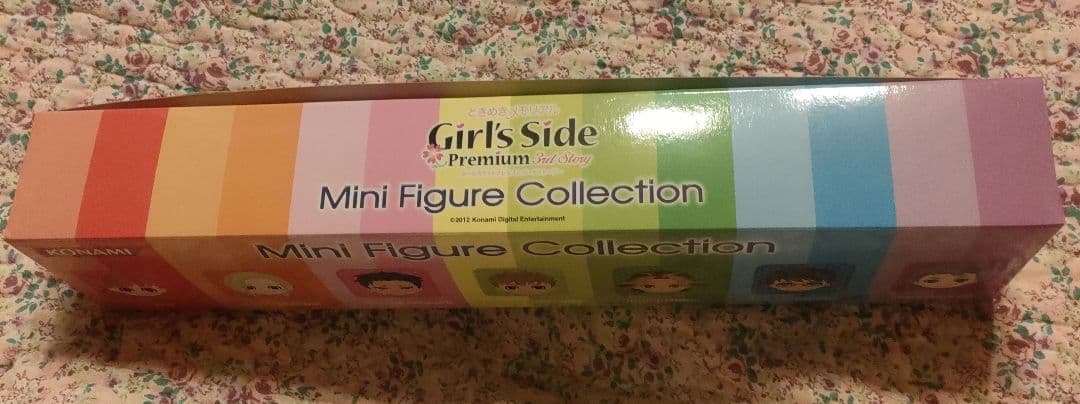 ときめきメモリアル
Girl's Side
Premium 3rd Story
Mini Figure Collection
©2012 Konami Digital Entertainment
KONAMI
Mini Figure Collection